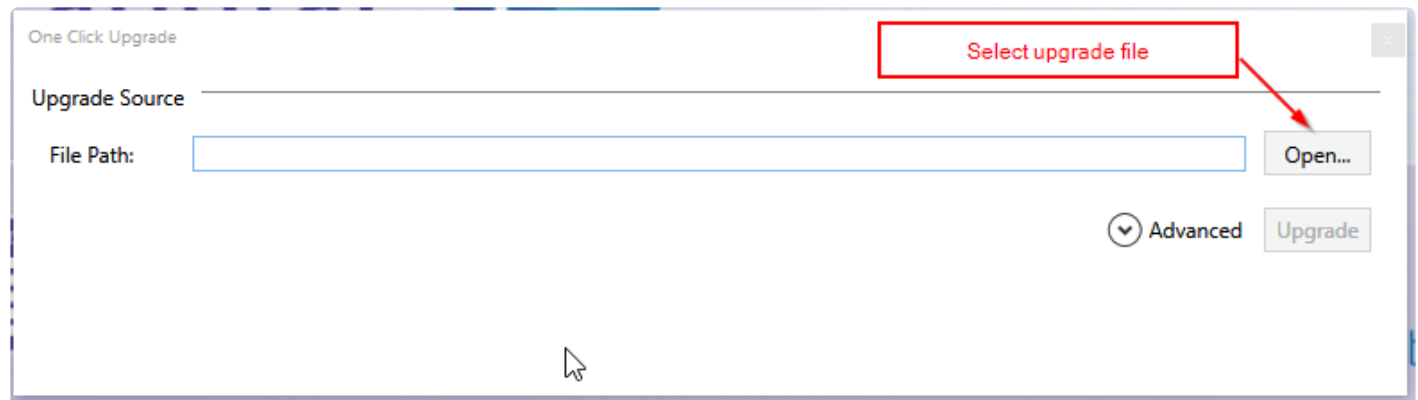 One Click Upgrade
Select upgrade file
x
Upgrade Source
File Path:
Open...
Advanced
Upgrade